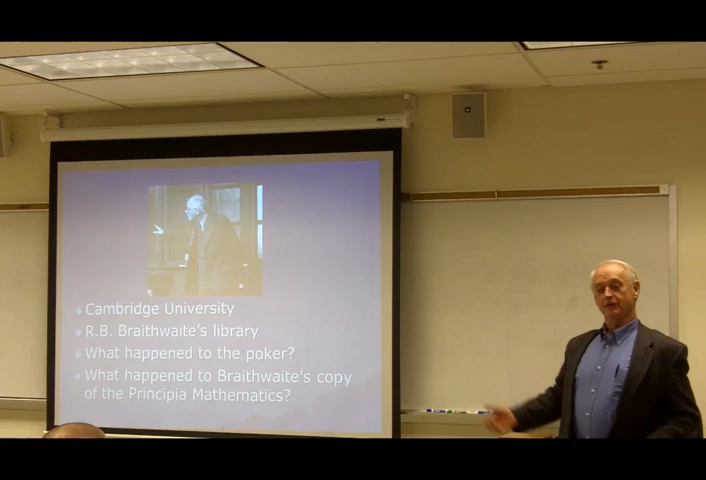 Cambridge University
R.B. Braithwaite's library
What happened to the poker?
What happened to Braithwaite's copy
of the Principia Mathematics?